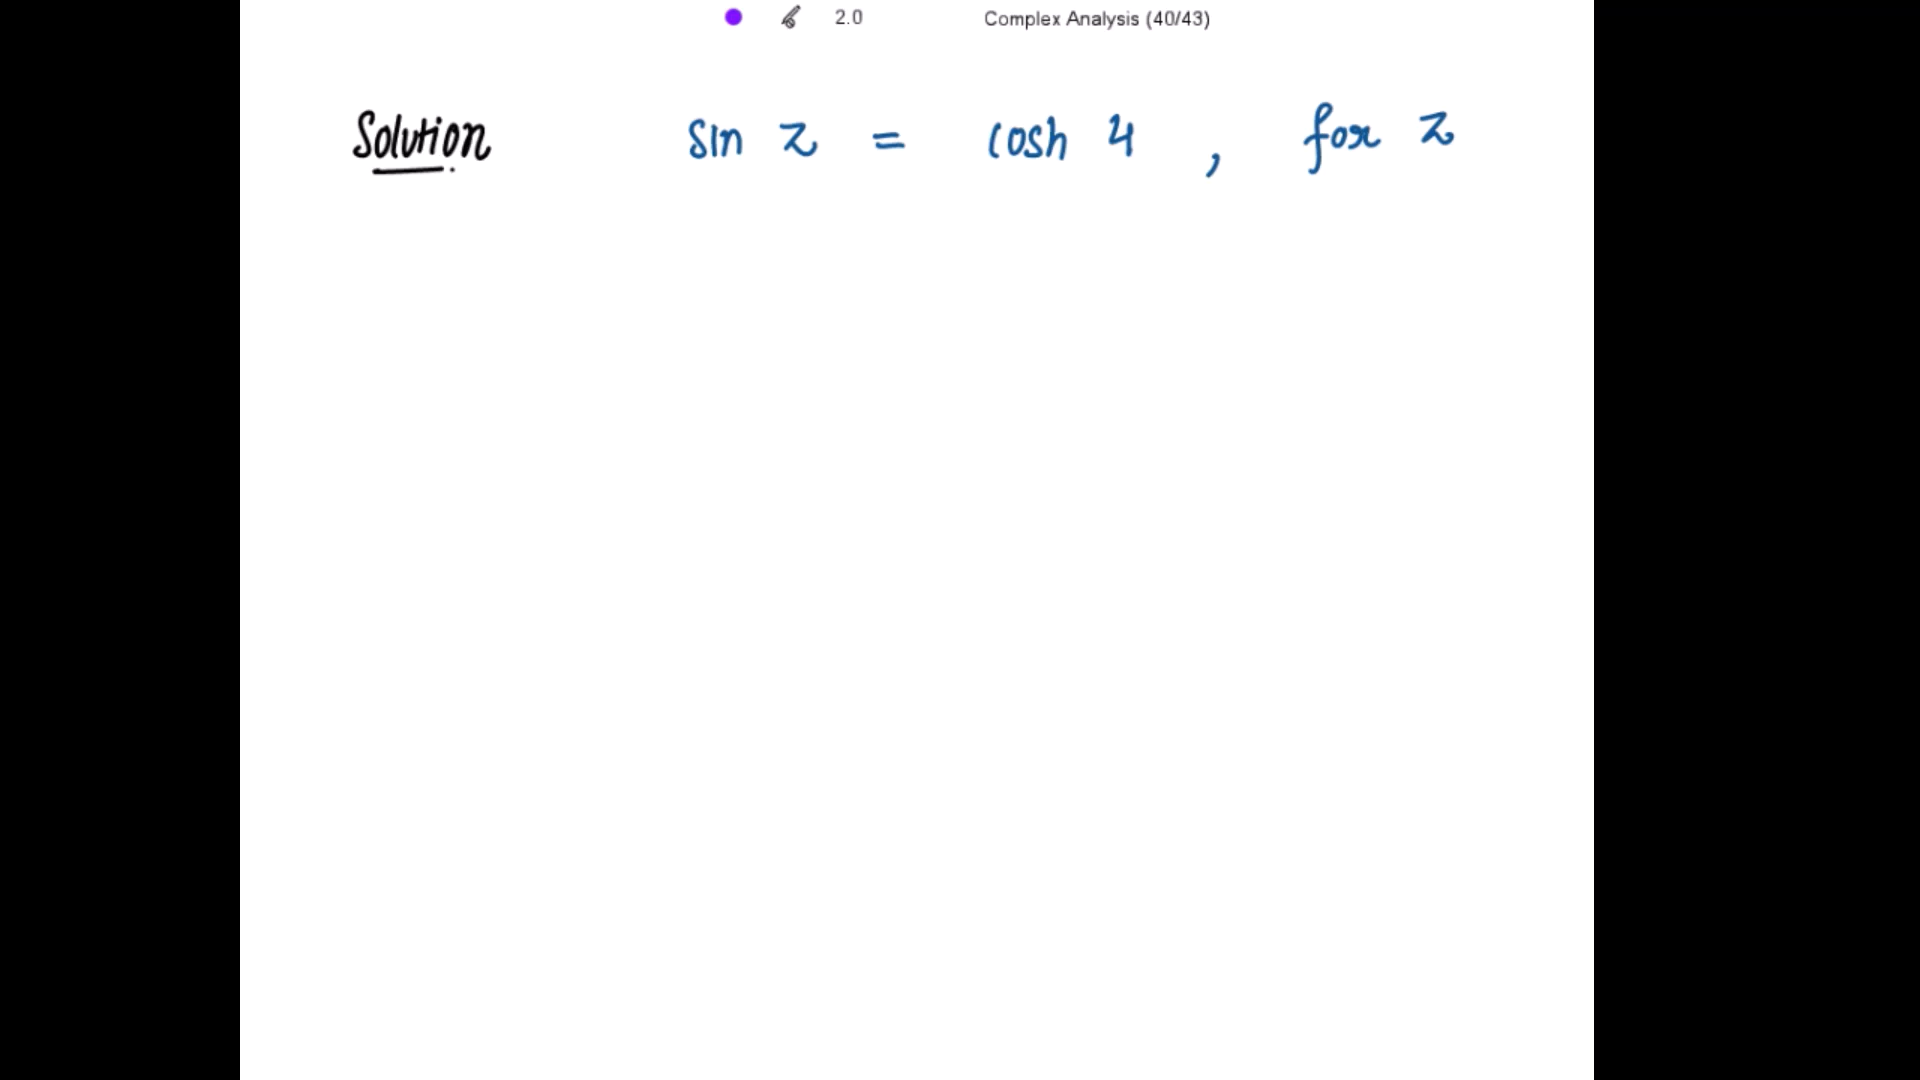 2.0 Complex Analysis (40/43)
Solution sin z = cosh 4 , for z